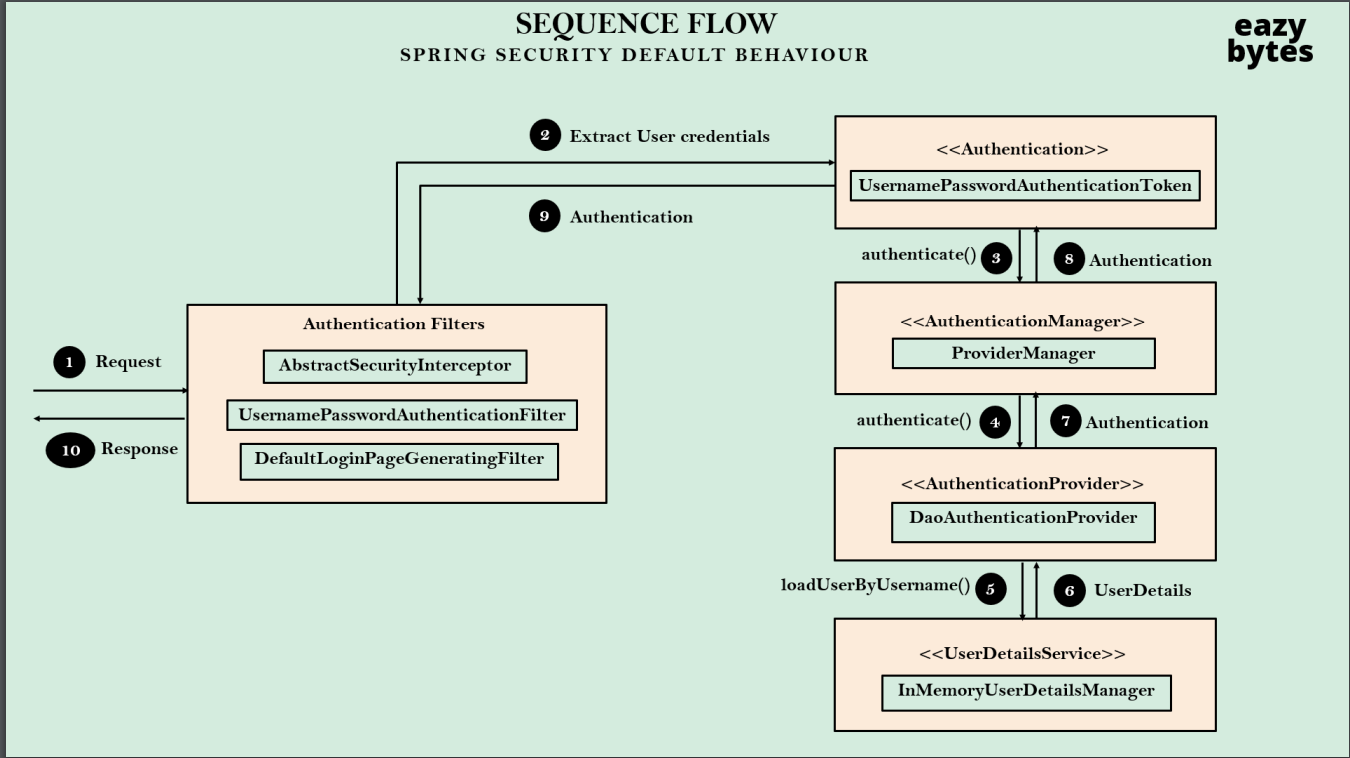 SEQUENCE FLOW
SPRING SECURITY DEFAULT BEHAVIOUR
eazy
bytes
2 Extract User credentials
9 Authentication
<<Authentication>>
UsernamePasswordAuthenticationToken
authenticate() 3
8 Authentication
<<AuthenticationManager>>
ProviderManager
authenticate() 4
7 Authentication
<<AuthenticationProvider>>
DaoAuthenticationProvider
loadUserByUsername() 5
6 UserDetails
<<UserDetailsService>>
InMemoryUserDetailsManager
1 Request
10 Response
Authentication Filters
AbstractSecurityInterceptor
UsernamePasswordAuthenticationFilter
DefaultLoginPageGeneratingFilter